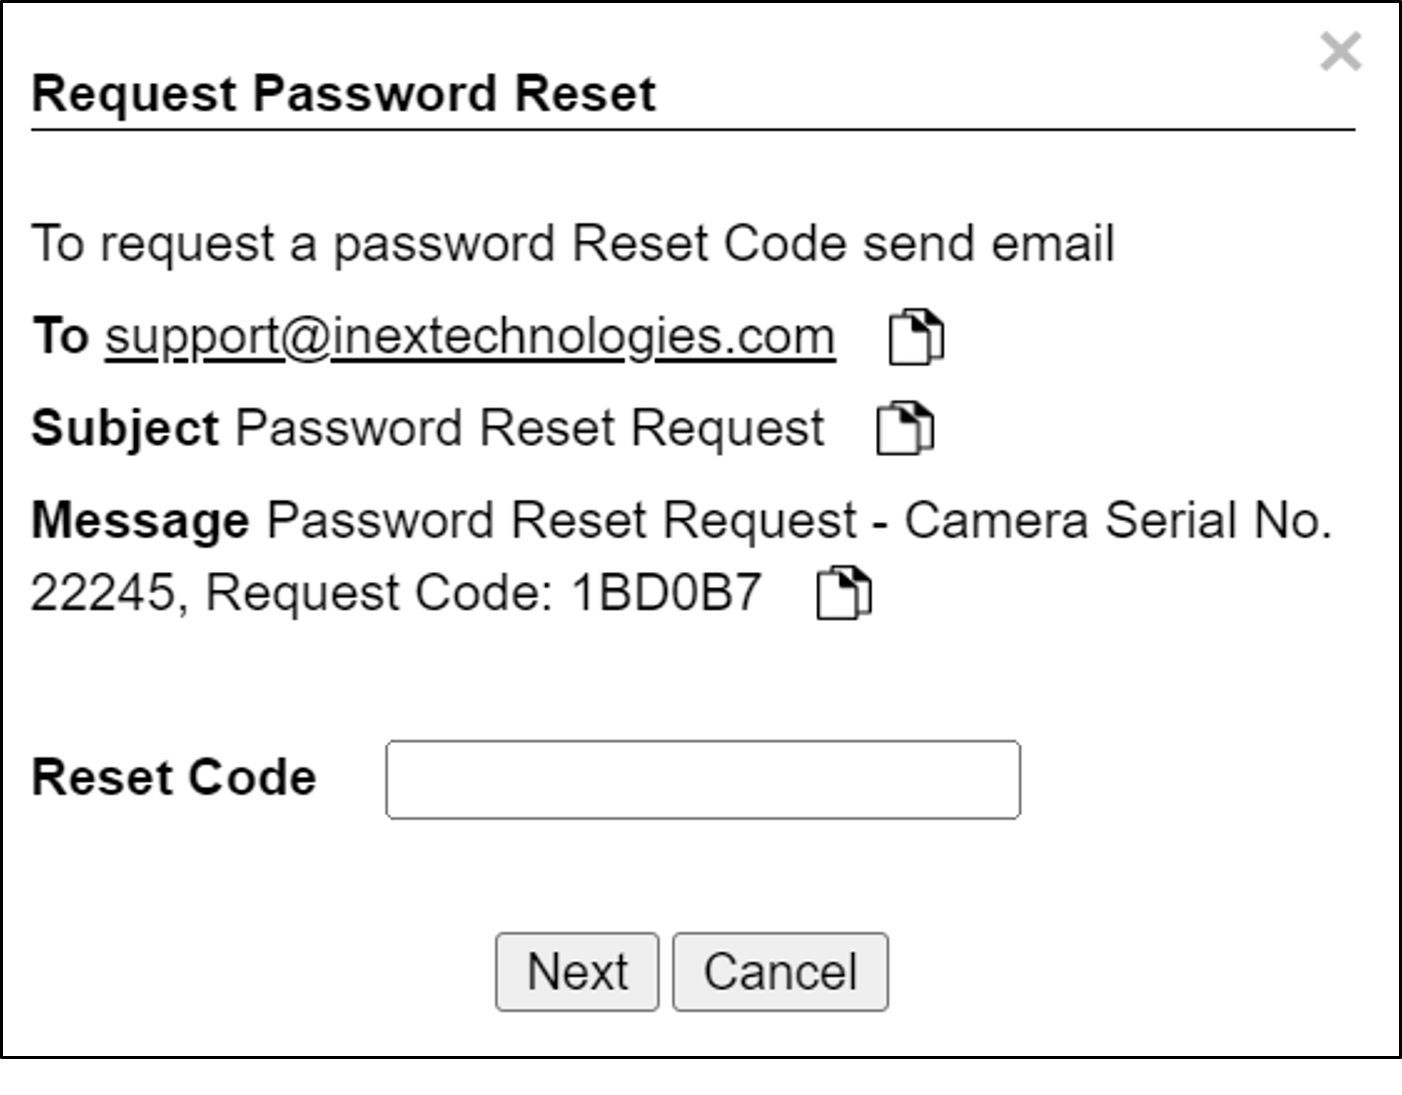 Request Password Reset
To request a password Reset Code send email
To support@inextechnologies.com
Subject Password Reset Request
Message Password Reset Request - Camera Serial No.
22245, Request Code: 1BD0B7
Reset Code
Next Cancel